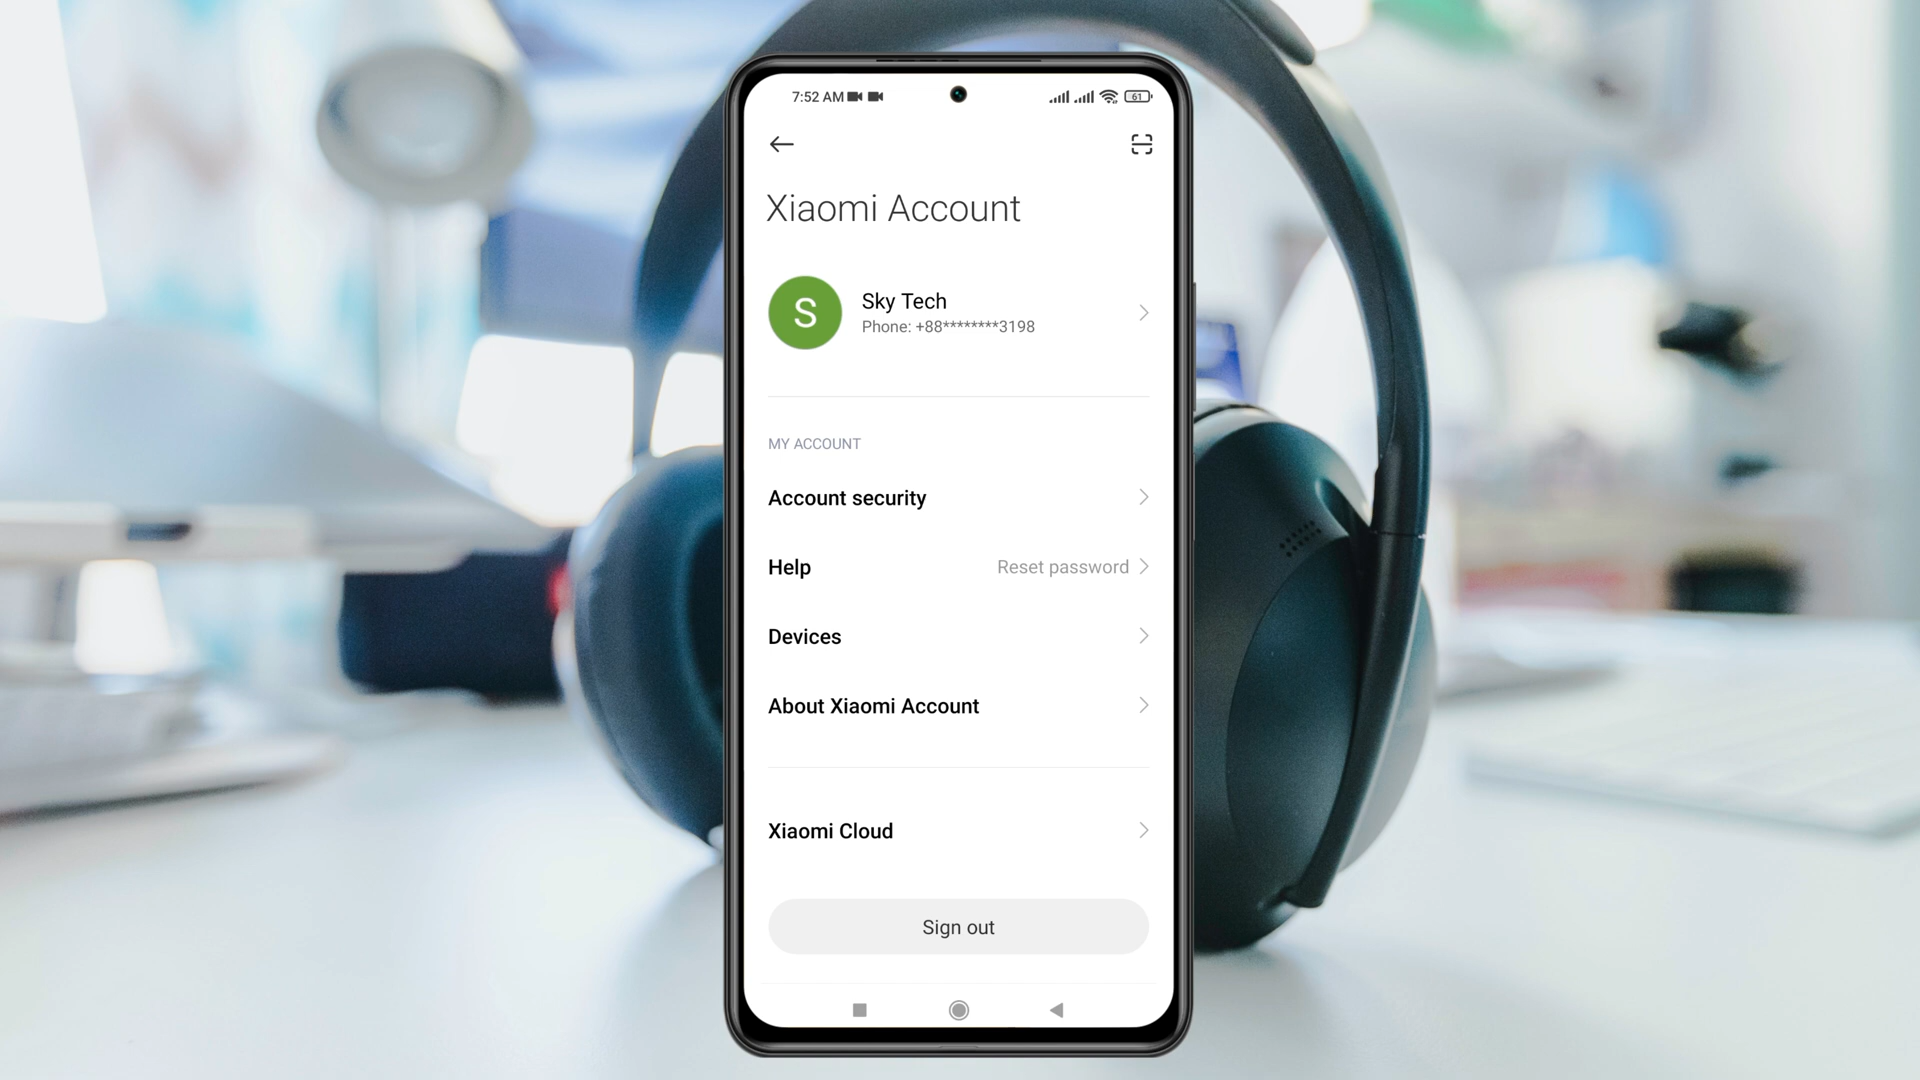 7:52 AM 61
Xiaomi Account
S
Sky Tech
Phone: +88********3198
MY ACCOUNT
Account security
Help Reset password
Devices
About Xiaomi Account
Xiaomi Cloud
Sign out